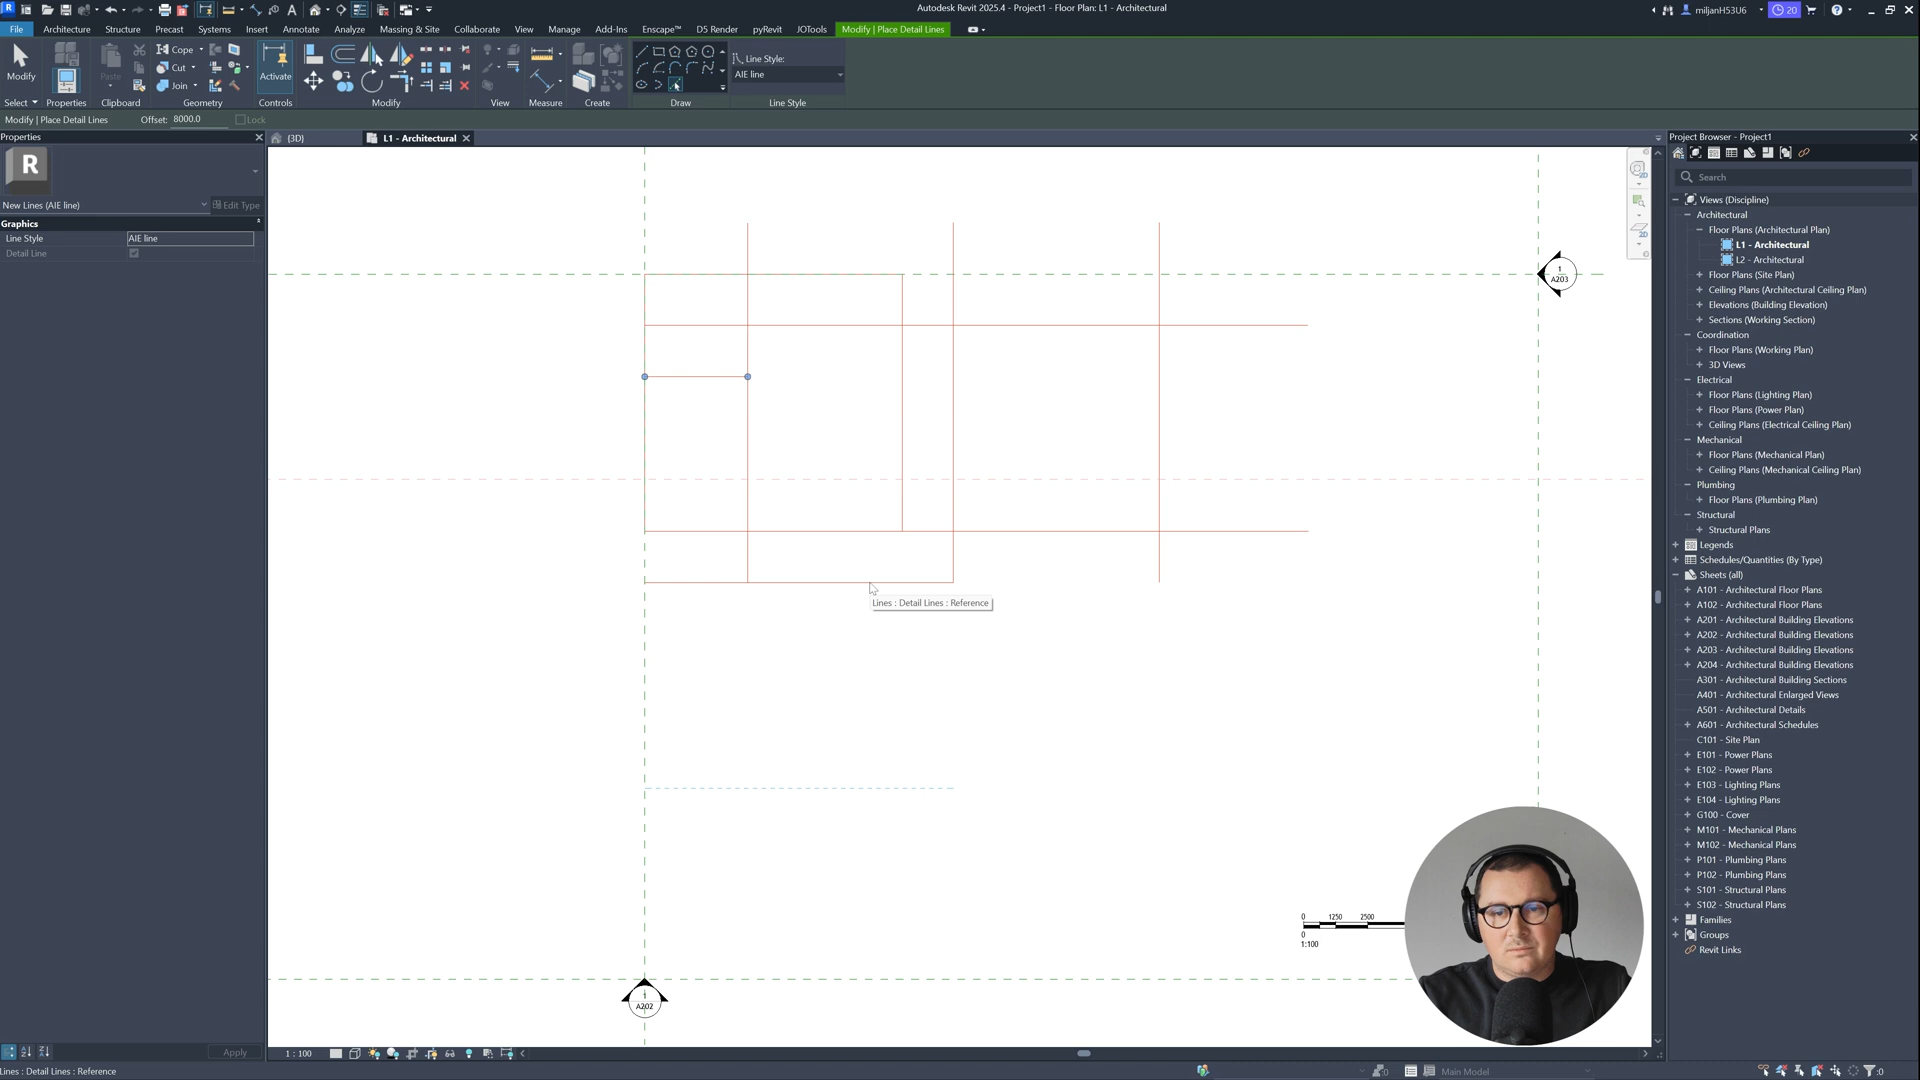 Autodesk Revit 2025.4 - Project1 - Floor Plan: L1 - Architectural
miljanH53U6
20
File Architecture Structure Precast Systems Insert Annotate Analyze Massing & Site Collaborate View Manage Add-Ins Enscape™ D5 Render pyRevit JOTools Modify | Place Detail Lines
Modify
Paste
Cope
Cut
Join
Activate
Line Style:
AIE line
Select Properties Clipboard Geometry Controls Modify View Measure Create Draw Line Style
Modify | Place Detail Lines Offset: 8000.0 Lock
Properties
R
New Lines (AIE line) Edit Type
Graphics
Line Style AIE line
Detail Line
Apply
{3D} L1 - Architectural
2D
2D
1
A203
Lines : Detail Lines : Reference
1
A202
0 1250 2500
0
1:100
Project Browser - Project1
Search
Views (Discipline)
Architectural
Floor Plans (Architectural Plan)
L1 - Architectural
L2 - Architectural
Floor Plans (Site Plan)
Ceiling Plans (Architectural Ceiling Plan)
Elevations (Building Elevation)
Sections (Working Section)
Coordination
Floor Plans (Working Plan)
3D Views
Electrical
Floor Plans (Lighting Plan)
Floor Plans (Power Plan)
Ceiling Plans (Electrical Ceiling Plan)
Mechanical
Floor Plans (Mechanical Plan)
Ceiling Plans (Mechanical Ceiling Plan)
Plumbing
Floor Plans (Plumbing Plan)
Structural
Structural Plans
Legends
Schedules/Quantities (By Type)
Sheets (all)
A101 - Architectural Floor Plans
A102 - Architectural Floor Plans
A201 - Architectural Building Elevations
A202 - Architectural Building Elevations
A203 - Architectural Building Elevations
A204 - Architectural Building Elevations
A301 - Architectural Building Sections
A401 - Architectural Enlarged Views
A501 - Architectural Details
A601 - Architectural Schedules
C101 - Site Plan
E101 - Power Plans
E102 - Power Plans
E103 - Lighting Plans
E104 - Lighting Plans
G100 - Cover
M101 - Mechanical Plans
M102 - Mechanical Plans
P101 - Plumbing Plans
P102 - Plumbing Plans
S101 - Structural Plans
S102 - Structural Plans
Families
Groups
Revit Links
1 : 100
Lines : Detail Lines : Reference
:0
Main Model
:0